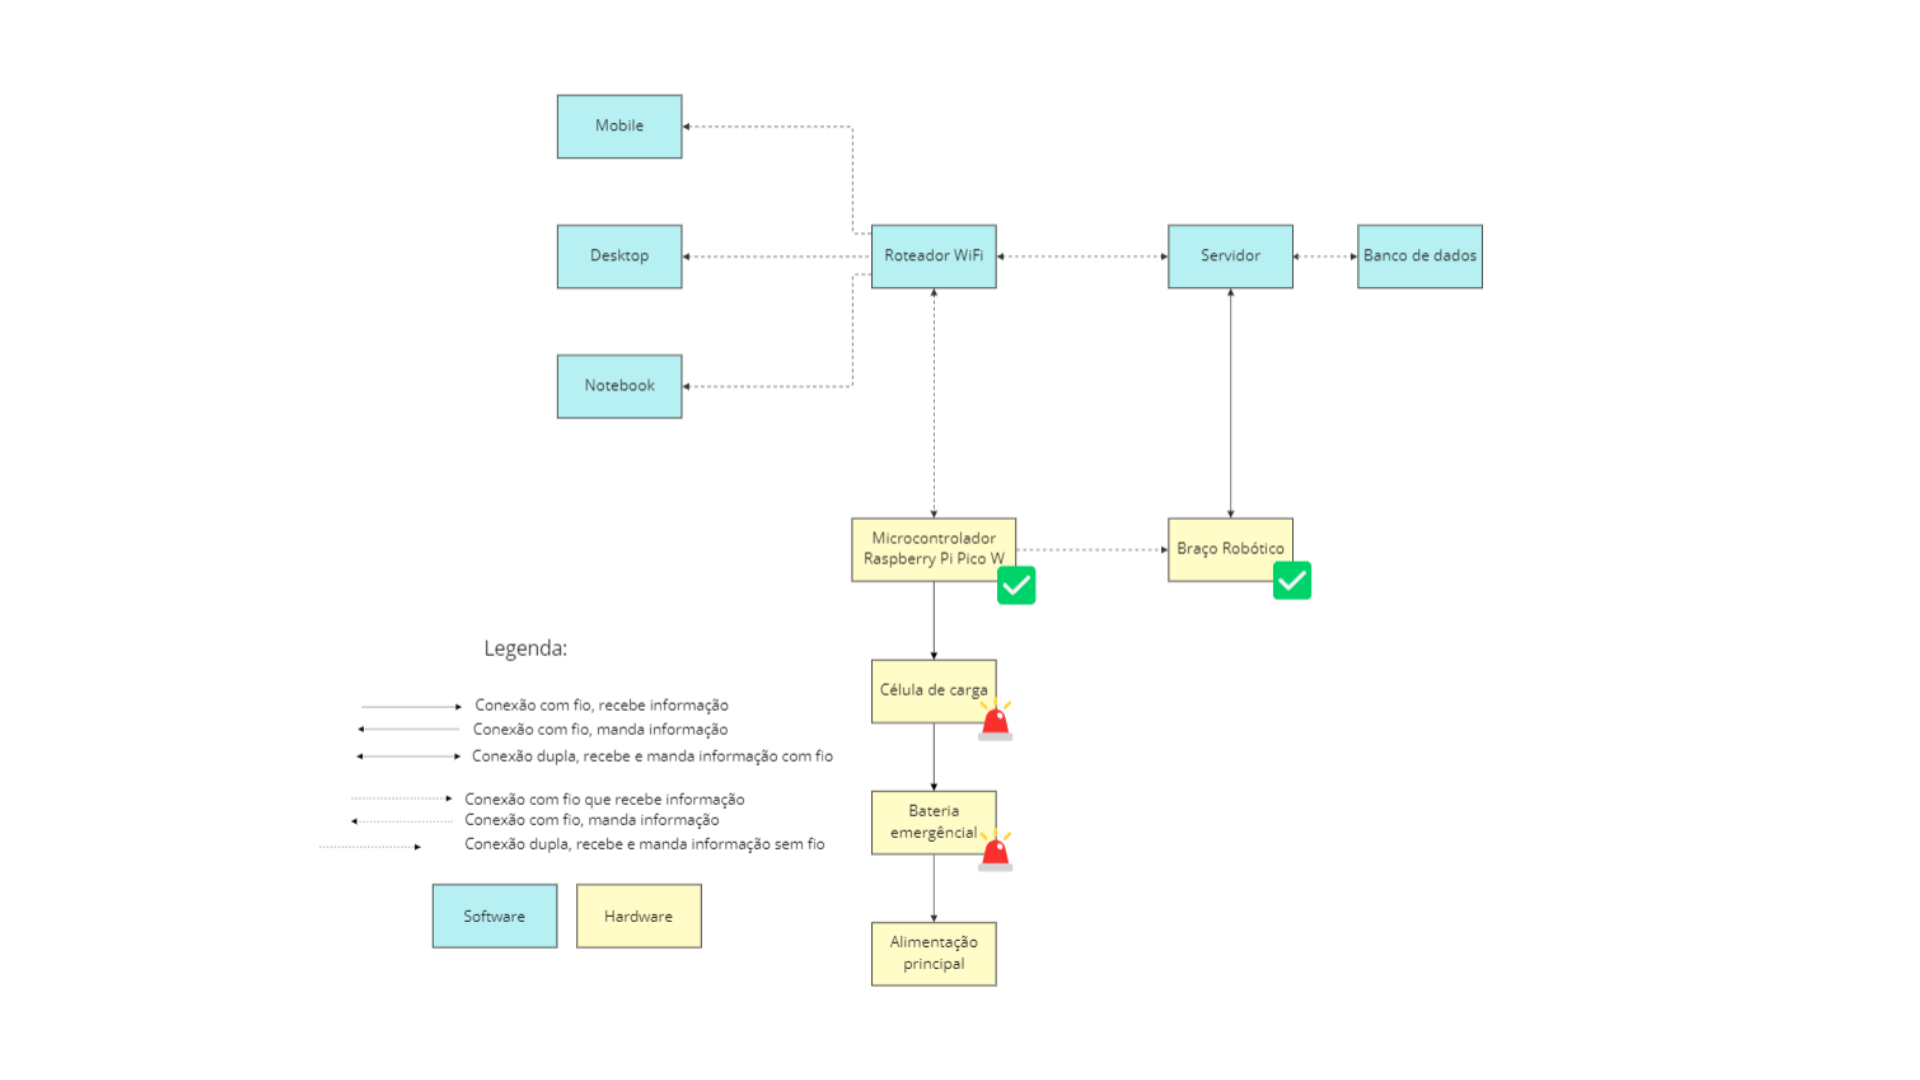 Mobile
Desktop
Roteador WiFi
Servidor
Banco de dados
Notebook
Microcontrolador
Raspberry Pi Pico W
Braço Robótico
Célula de carga
Bateria
emergêncial
Alimentação
principal
Legenda:
Conexão com fio, recebe informação
Conexão com fio, manda informação
Conexão dupla, recebe e manda informação com fio
Conexão com fio que recebe informação
Conexão com fio, manda informação
Conexão dupla, recebe e manda informação sem fio
Software
Hardware